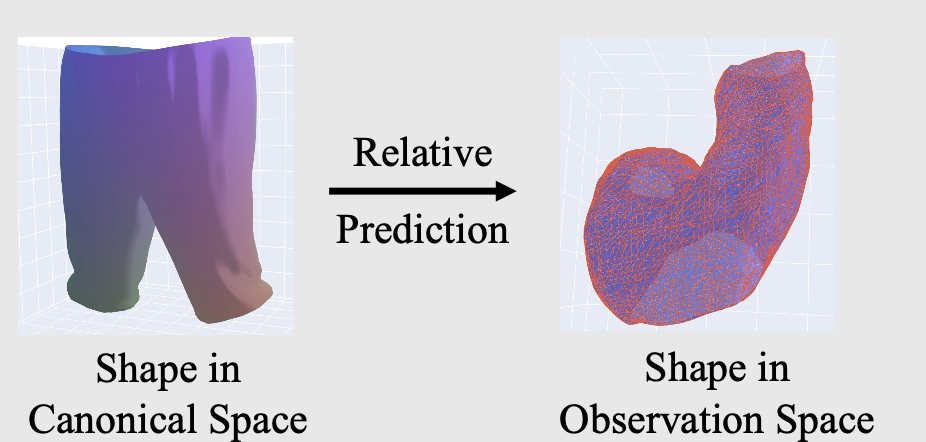 Relative
Prediction
Shape in
Canonical Space
Shape in
Observation Space